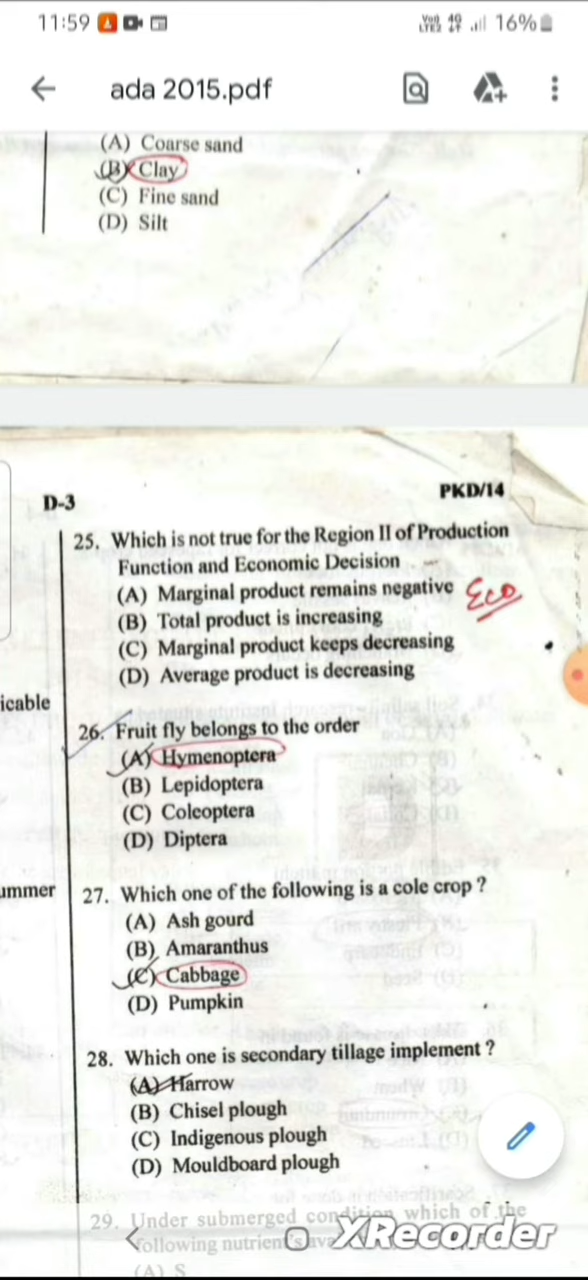 11:59
Vo))
LTE2
4G
16%
ada 2015.pdf
(A) Coarse sand
(B) Clay
(C) Fine sand
(D) Silt
D-3
PKD/14
25. Which is not true for the Region II of Production
Function and Economic Decision
(A) Marginal product remains negative
Eco
(B) Total product is increasing
(C) Marginal product keeps decreasing
(D) Average product is decreasing
icable
26. Fruit fly belongs to the order
(A) Hymenoptera
(B) Lepidoptera
(C) Coleoptera
(D) Diptera
ummer
27. Which one of the following is a cole crop ?
(A) Ash gourd
(B) Amaranthus
(C) Cabbage
(D) Pumpkin
28. Which one is secondary tillage implement ?
(A) Harrow
(B) Chisel plough
(C) Indigenous plough
(D) Mouldboard plough
29. Under submerged condition which of the
following nutrient's
XRecorder
(A) S